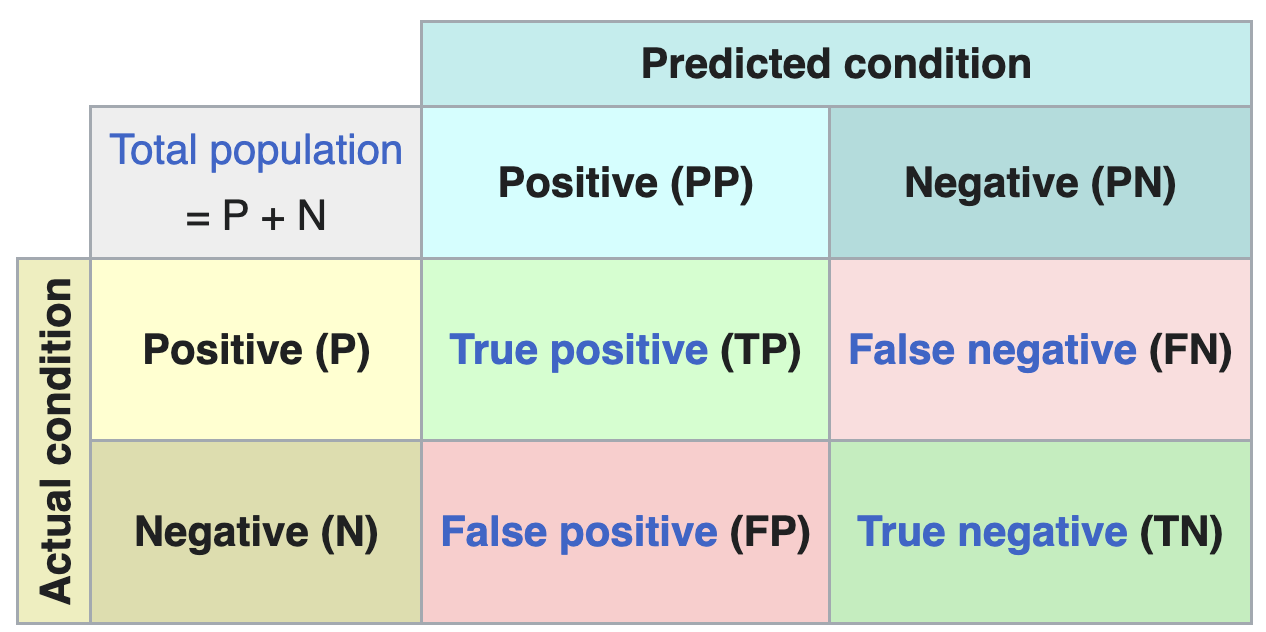 Predicted condition
Total population
= P + N
Positive (PP)
Negative (PN)
Actual condition
Positive (P)
True positive (TP)
False negative (FN)
Negative (N)
False positive (FP)
True negative (TN)